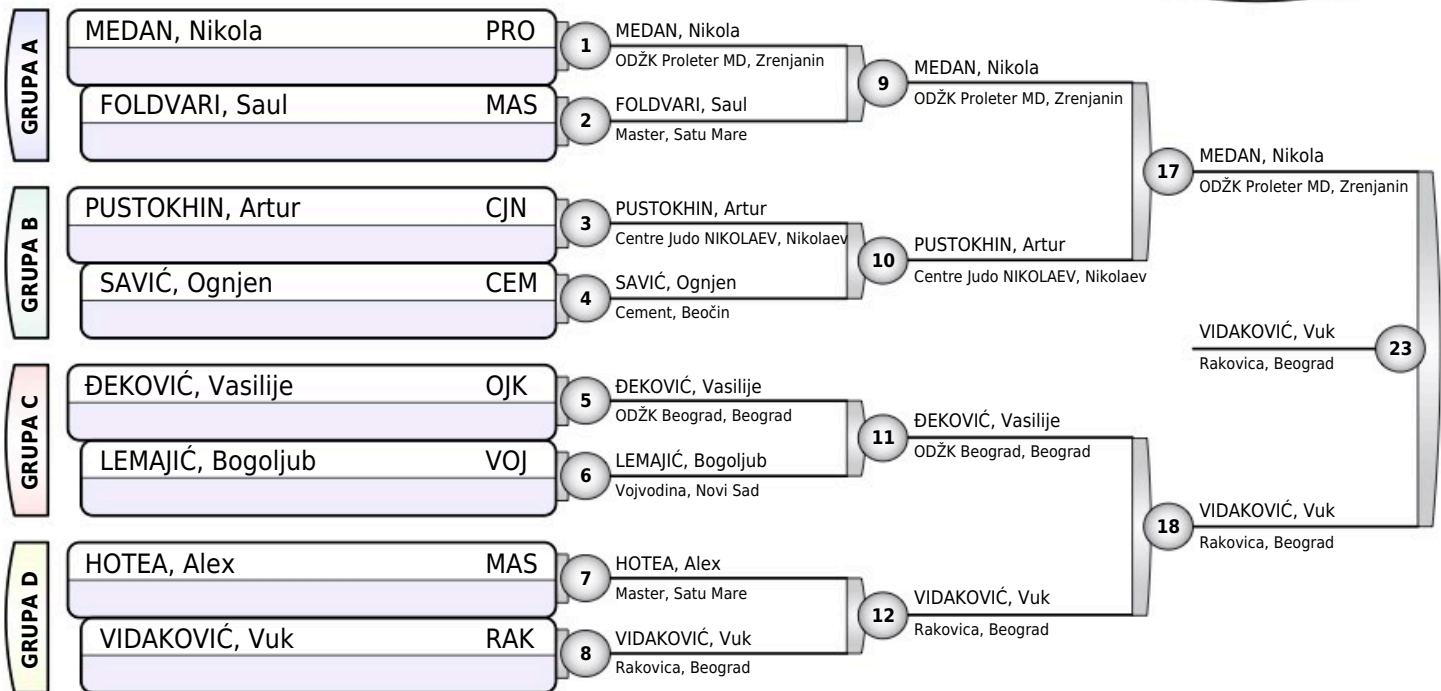 GRUPA A
MEDAN, Nikola PRO
FOLDVARI, Saul MAS
GRUPA B
PUSTOKHIN, Artur CJN
SAVIĆ, Ognjen CEM
GRUPA C
ĐEKOVIĆ, Vasilije OJK
LEMAJIĆ, Bogoljub VOJ
GRUPA D
HOTEA, Alex MAS
VIDAKOVIĆ, Vuk RAK
1
MEDAN, Nikola
ODŽK Proleter MD, Zrenjanin
2
FOLDVARI, Saul
Master, Satu Mare
3
PUSTOKHIN, Artur
Centre Judo NIKOLAEV, Nikolaev
4
SAVIĆ, Ognjen
Cement, Beočin
5
ĐEKOVIĆ, Vasilije
ODŽK Beograd, Beograd
6
LEMAJIĆ, Bogoljub
Vojvodina, Novi Sad
7
HOTEA, Alex
Master, Satu Mare
8
VIDAKOVIĆ, Vuk
Rakovica, Beograd
9
MEDAN, Nikola
ODŽK Proleter MD, Zrenjanin
10
PUSTOKHIN, Artur
Centre Judo NIKOLAEV, Nikolaev
11
ĐEKOVIĆ, Vasilije
ODŽK Beograd, Beograd
12
VIDAKOVIĆ, Vuk
Rakovica, Beograd
17
MEDAN, Nikola
ODŽK Proleter MD, Zrenjanin
18
VIDAKOVIĆ, Vuk
Rakovica, Beograd
VIDAKOVIĆ, Vuk
Rakovica, Beograd
23